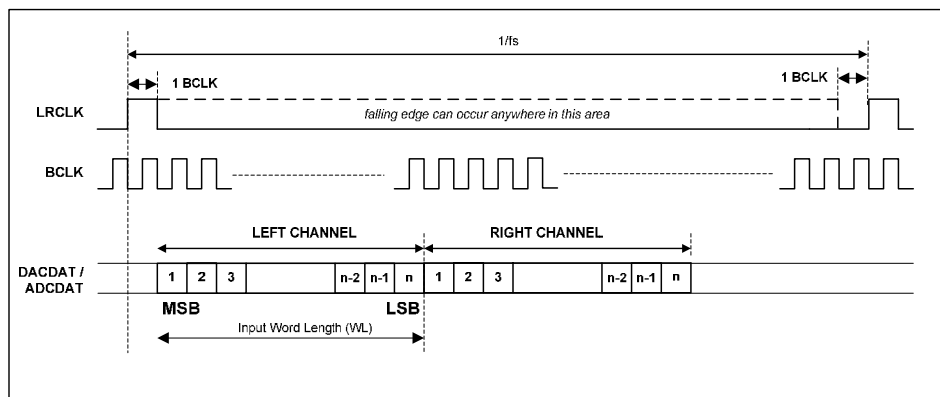 1/fs
1 BCLK
1 BCLK
LRCLK
falling edge can occur anywhere in this area
BCLK
LEFT CHANNEL
RIGHT CHANNEL
DACDAT /
ADCDAT
1 2 3 n-2 n-1 n 1 2 3 n-2 n-1 n
MSB
LSB
Input Word Length (WL)